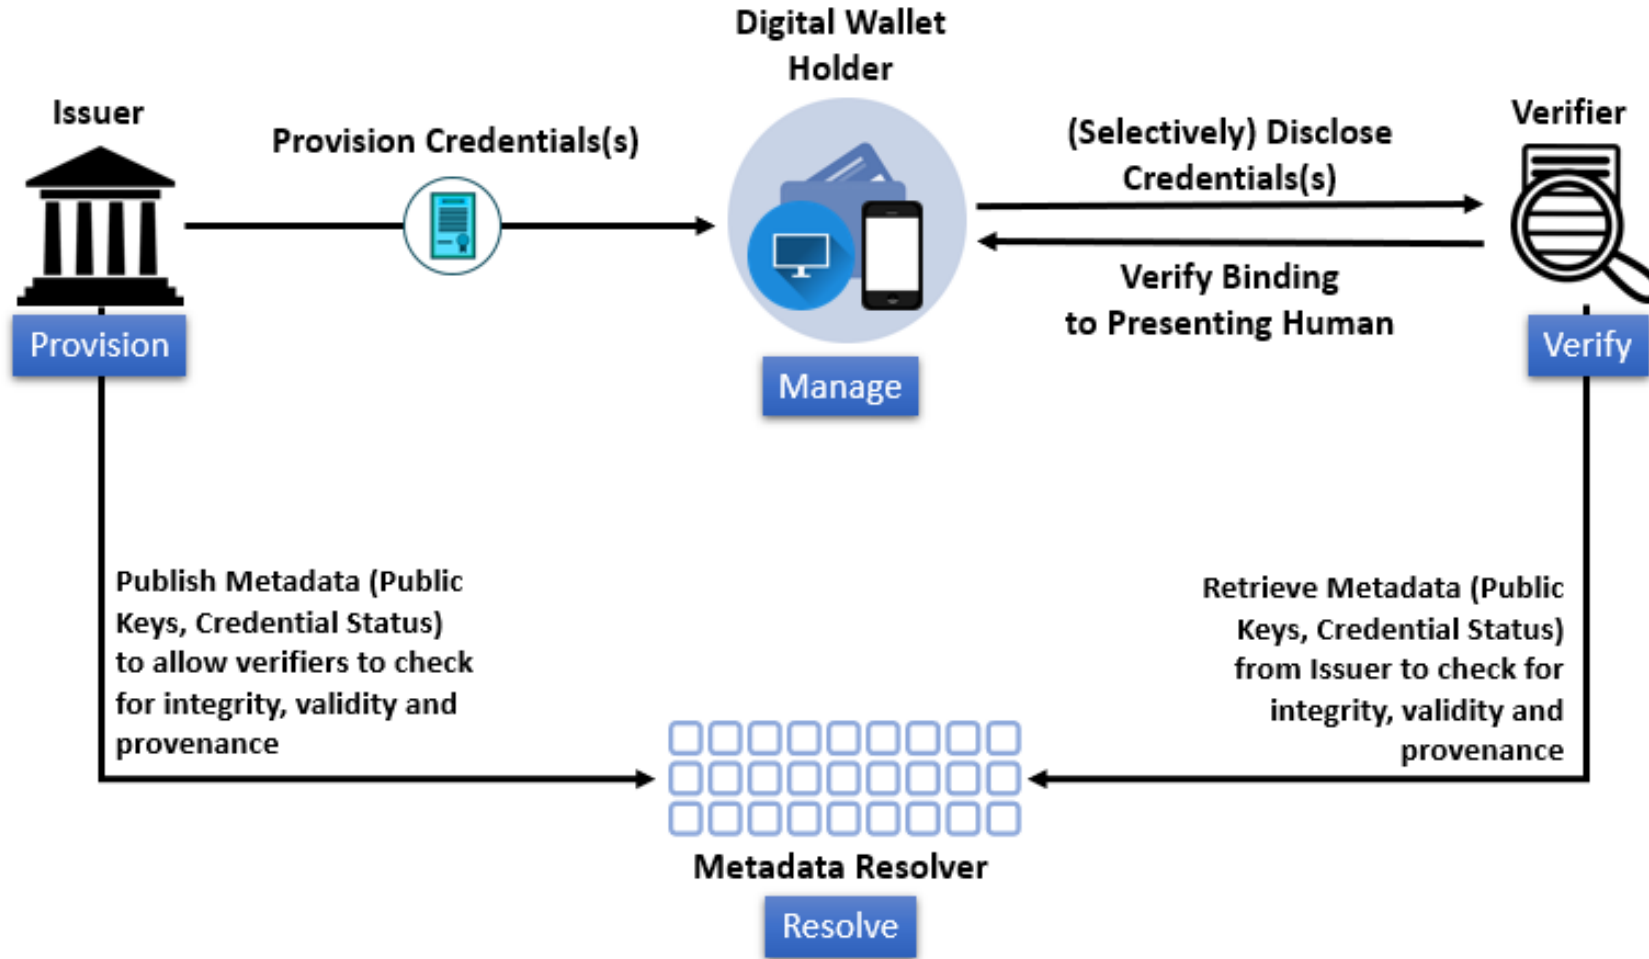 Digital Wallet
Holder
Issuer
Provision Credentials(s)
(Selectively) Disclose
Credentials(s)
Verifier
Verify Binding
to Presenting Human
Provision
Manage
Verify
Publish Metadata (Public
Keys, Credential Status)
to allow verifiers to check
for integrity, validity and
provenance
Retrieve Metadata (Public
Keys, Credential Status)
from Issuer to check for
integrity, validity and
provenance
Metadata Resolver
Resolve